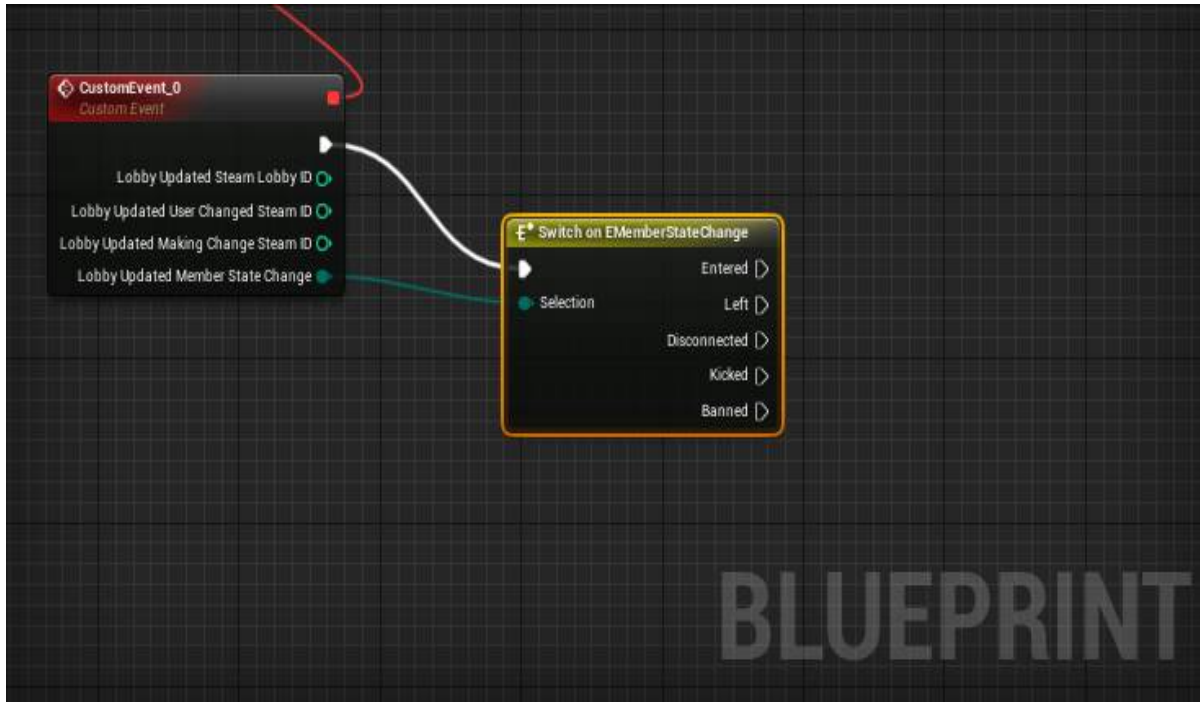 CustomEvent_0
Custom Event
Lobby Updated Steam Lobby ID
Lobby Updated User Changed Steam ID
Lobby Updated Making Change Steam ID
Lobby Updated Member State Change
Switch on EMemberStateChange
Entered
Selection
Left
Disconnected
Kicked
Banned
BLUEPRINT